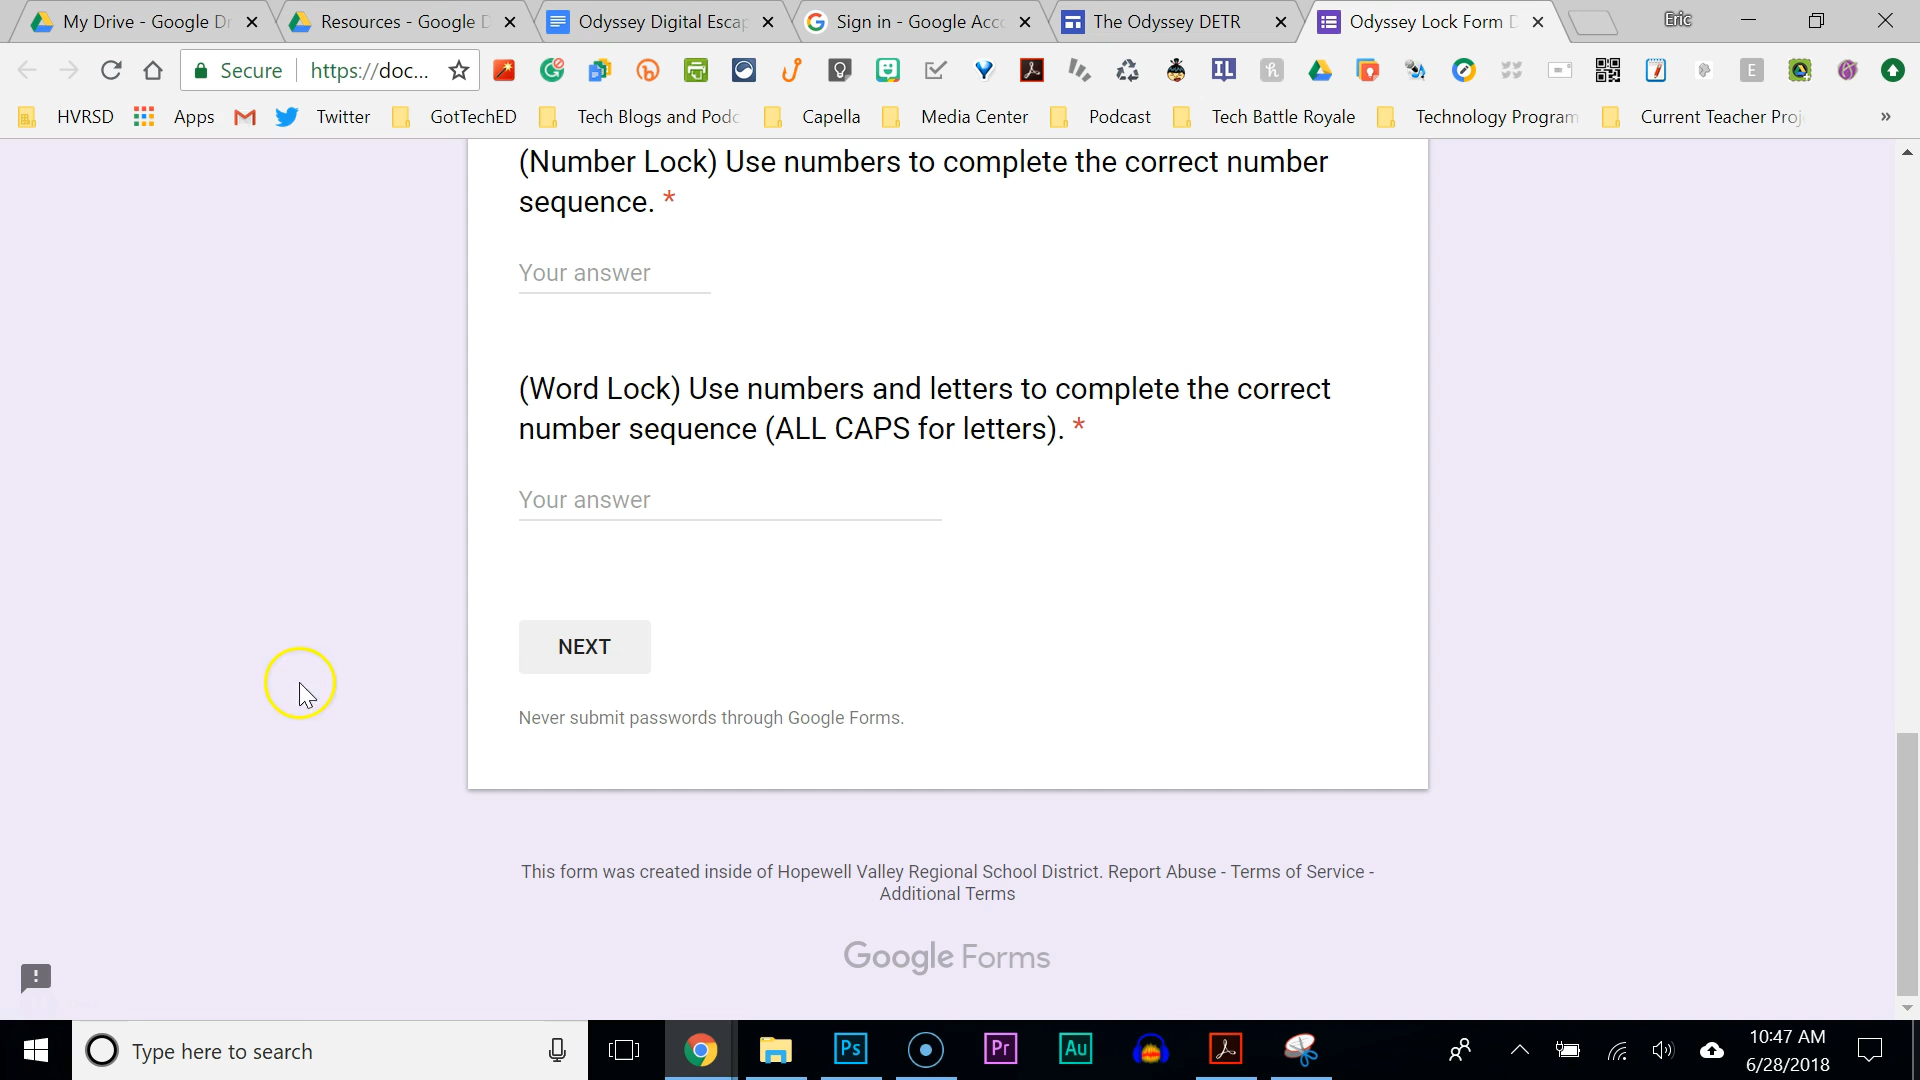 My Drive - Google Dr
Resources - Google D
Odyssey Digital Escap
Sign in - Google Acco
The Odyssey DETR
Odyssey Lock Form D
Eric
Secure
https://doc...
HVRSD
Apps
Twitter
GotTechED
Tech Blogs and Podc
Capella
Media Center
Podcast
Tech Battle Royale
Technology Program
Current Teacher Proj
»
(Number Lock) Use numbers to complete the correct number
sequence. *
Your answer
(Word Lock) Use numbers and letters to complete the correct
number sequence (ALL CAPS for letters). *
Your answer
NEXT
Never submit passwords through Google Forms.
This form was created inside of Hopewell Valley Regional School District. Report Abuse - Terms of Service -
Additional Terms
Google Forms
Type here to search
Ps
Pr
Au
10:47 AM
6/28/2018